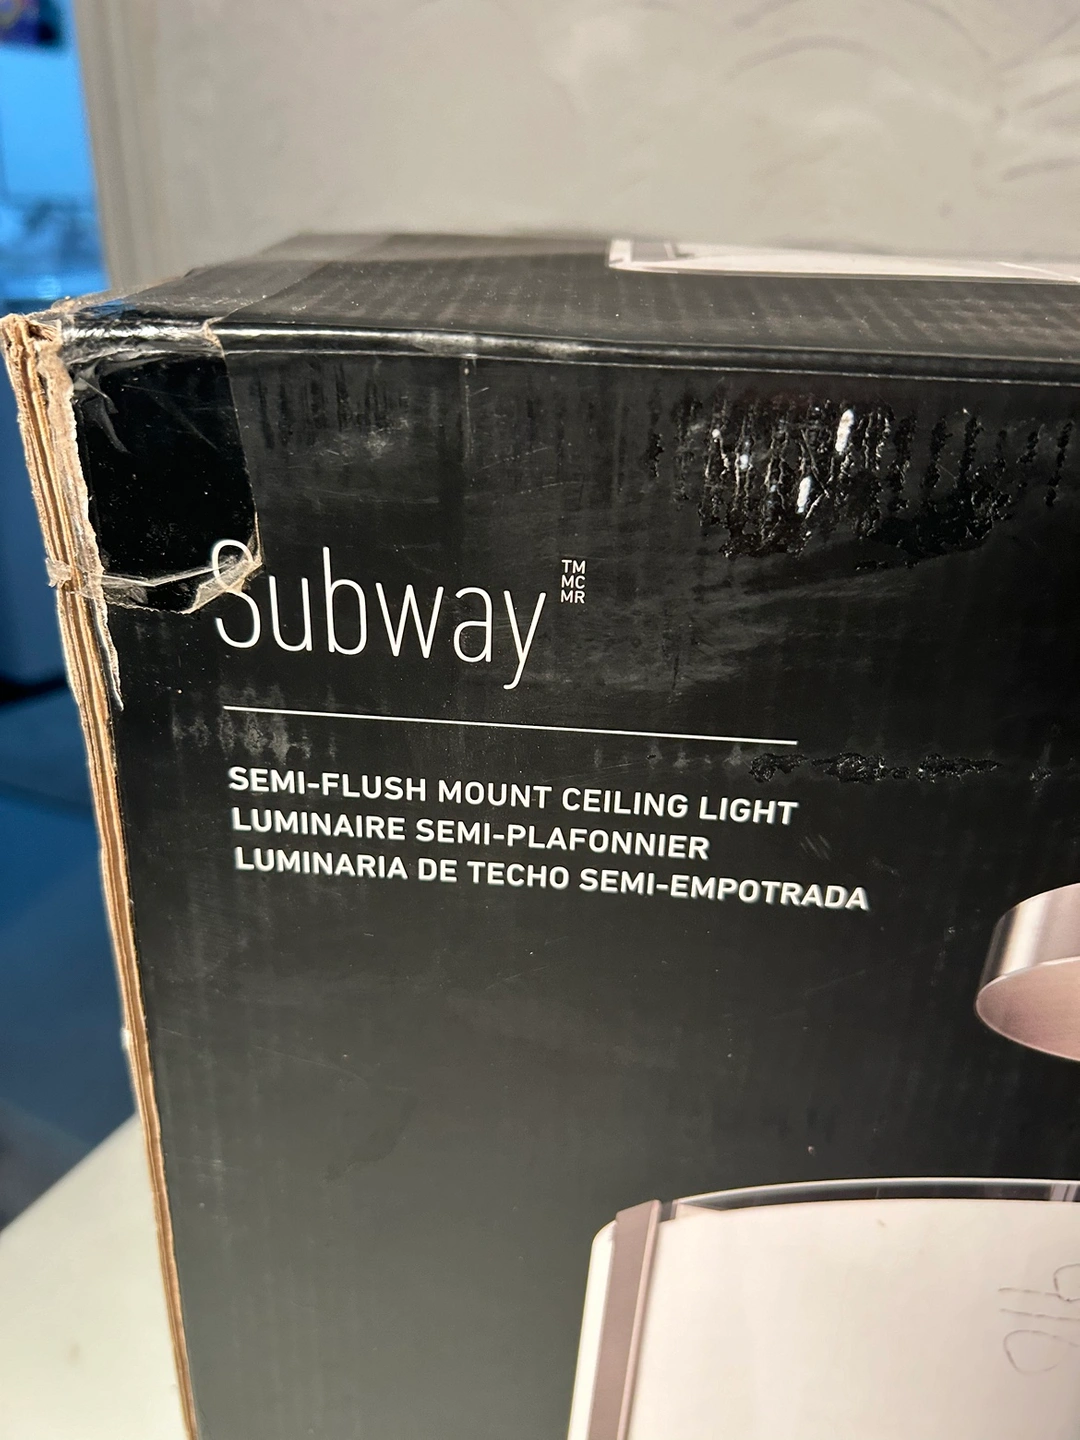 Subway
TM
MC
MR
SEMI-FLUSH MOUNT CEILING LIGHT
LUMINAIRE SEMI-PLAFONNIER
LUMINARIA DE TECHO SEMI-EMPOTRADA